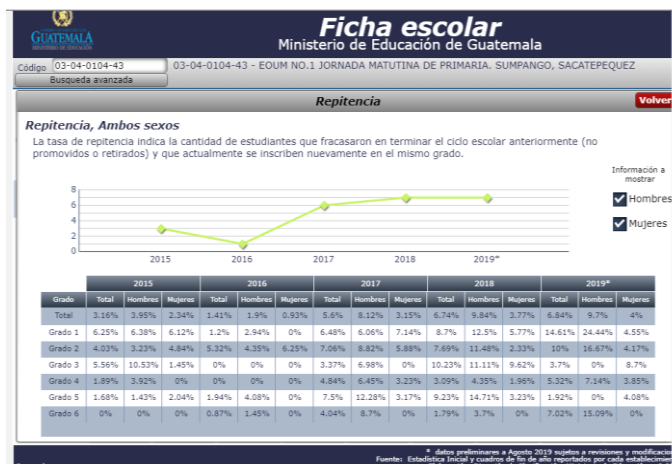 GUATEMALA
MINISTERIO DE EDUCACIÓN
Ficha escolar
Ministerio de Educación de Guatemala
Código 03-04-0104-43 03-04-0104-43 - EOUM NO.1 JORNADA MATUTINA DE PRIMARIA. SUMPANGO, SACATEPEQUEZ
Busqueda avanzada
Repitencia Volver
Repitencia, Ambos sexos
La tasa de repitencia indica la cantidad de estudiantes que fracasaron en terminar el ciclo escolar anteriormente (no
promovidos o retirados) y que actualmente se inscriben nuevamente en el mismo grado.
Información a
mostrar
Hombres
Mujeres
8
6
4
2
0
2015 2016 2017 2018 2019*
2015 2016 2017 2018 2019*
Grado Total Hombres Mujeres Total Hombres Mujeres Total Hombres Mujeres Total Hombres Mujeres Total Hombres Mujeres
Total 3.16% 3.95% 2.34% 1.41% 1.9% 0.93% 5.6% 8.12% 3.15% 6.74% 9.84% 3.77% 6.84% 9.7% 4%
Grado 1 6.25% 6.38% 6.12% 1.2% 2.94% 0% 6.48% 6.06% 7.14% 8.7% 12.5% 5.77% 14.61% 24.44% 4.55%
Grado 2 4.03% 3.23% 4.84% 5.32% 4.35% 6.25% 7.06% 8.82% 5.88% 7.69% 11.48% 2.33% 10% 16.67% 4.17%
Grado 3 5.56% 10.53% 1.45% 0% 0% 0% 3.37% 6.98% 0% 10.23% 11.11% 9.62% 3.7% 0% 8.7%
Grado 4 1.89% 3.92% 0% 0% 0% 0% 4.84% 6.45% 3.23% 3.09% 4.35% 1.96% 5.32% 7.14% 3.85%
Grado 5 1.68% 1.43% 2.04% 1.94% 4.08% 0% 7.5% 12.28% 3.17% 9.23% 14.71% 3.23% 1.92% 0% 4.08%
Grado 6 0% 0% 0% 0.87% 1.45% 0% 4.04% 8.7% 0% 1.79% 3.7% 0% 7.02% 15.09% 0%
* datos preliminares a Agosto 2019 sujetos a revisiones y modificacio
Fuente: Estadística Inicial y cuadros de fin de año reportados por cada establecimie